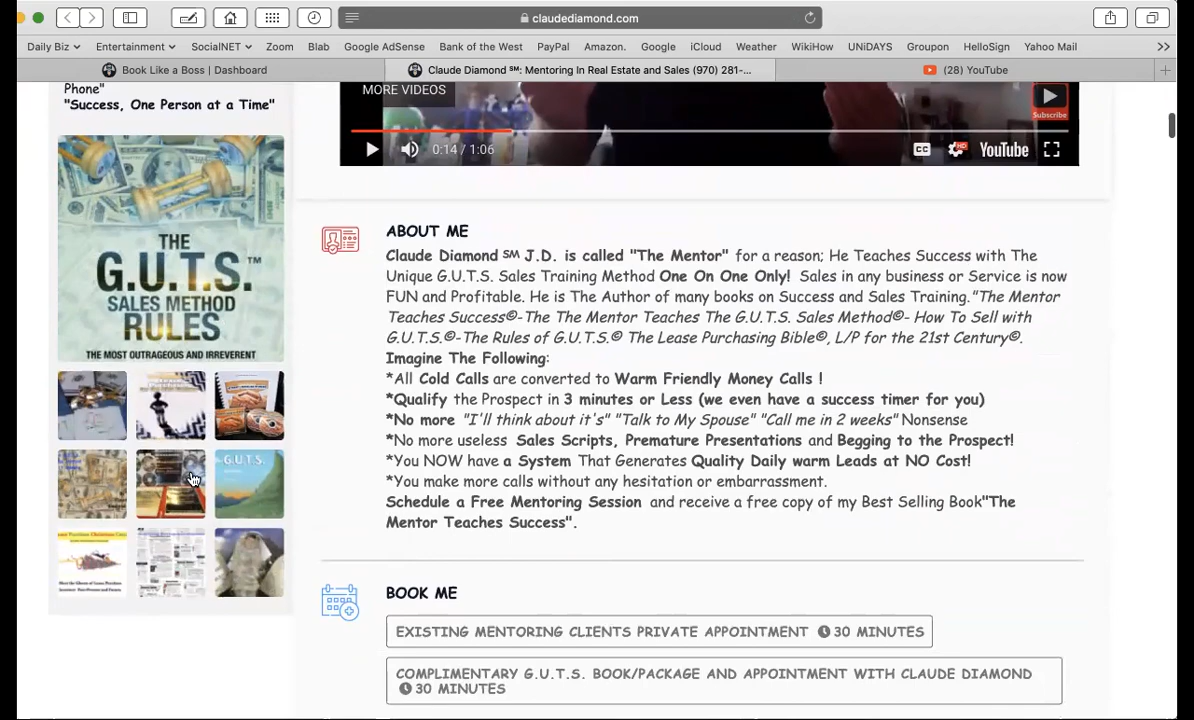 claudediamond.com
Daily Biz Entertainment SocialNET Zoom Blab Google AdSense Bank of the West PayPal Amazon. Google iCloud Weather WikiHow UNiDAYS Groupon HelloSign Yahoo Mail
Book Like a Boss | Dashboard
Claude Diamond ℠: Mentoring In Real Estate and Sales (970) 281-...
(28) YouTube
Phone"
"Success, One Person at a Time"
THE
G.U.T.S.™
SALES METHOD
RULES
THE MOST OUTRAGEOUS AND IRREVERENT
G.U.T.S.
MORE VIDEOS
Subscribe
0:14 / 1:06
CC
HD
YouTube
ABOUT ME
Claude Diamond ℠ J.D. is called "The Mentor" for a reason; He Teaches Success with The
Unique G.U.T.S. Sales Training Method One On One Only! Sales in any business or Service is now
FUN and Profitable. He is The Author of many books on Success and Sales Training."The Mentor
Teaches Success©-The The Mentor Teaches The G.U.T.S. Sales Method©- How To Sell with
G.U.T.S.©-The Rules of G.U.T.S.© The Lease Purchasing Bible©, L/P for the 21st Century©.
Imagine The Following:
*All Cold Calls are converted to Warm Friendly Money Calls !
*Qualify the Prospect in 3 minutes or Less (we even have a success timer for you)
*No more "I'll think about it's" "Talk to My Spouse" "Call me in 2 weeks" Nonsense
*No more useless Sales Scripts, Premature Presentations and Begging to the Prospect!
*You NOW have a System That Generates Quality Daily warm Leads at NO Cost!
*You make more calls without any hesitation or embarrassment.
Schedule a Free Mentoring Session and receive a free copy of my Best Selling Book"The
Mentor Teaches Success".
BOOK ME
EXISTING MENTORING CLIENTS PRIVATE APPOINTMENT 30 MINUTES
COMPLIMENTARY G.U.T.S. BOOK/PACKAGE AND APPOINTMENT WITH CLAUDE DIAMOND
30 MINUTES